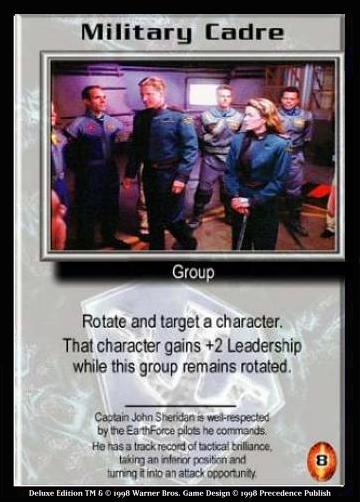 Military Cadre
Group
Rotate and target a character.
That character gains +2 Leadership
while this group remains rotated.
Captain John Sheridan is well-respected
by the EarthForce pilots he commands.
He has a track record of tactical brilliance,
taking an inferior position and
turning it into an attack opportunity.
8
Deluxe Edition TM & © 1998 Warner Bros. Game Design © 1998 Precedence Publish